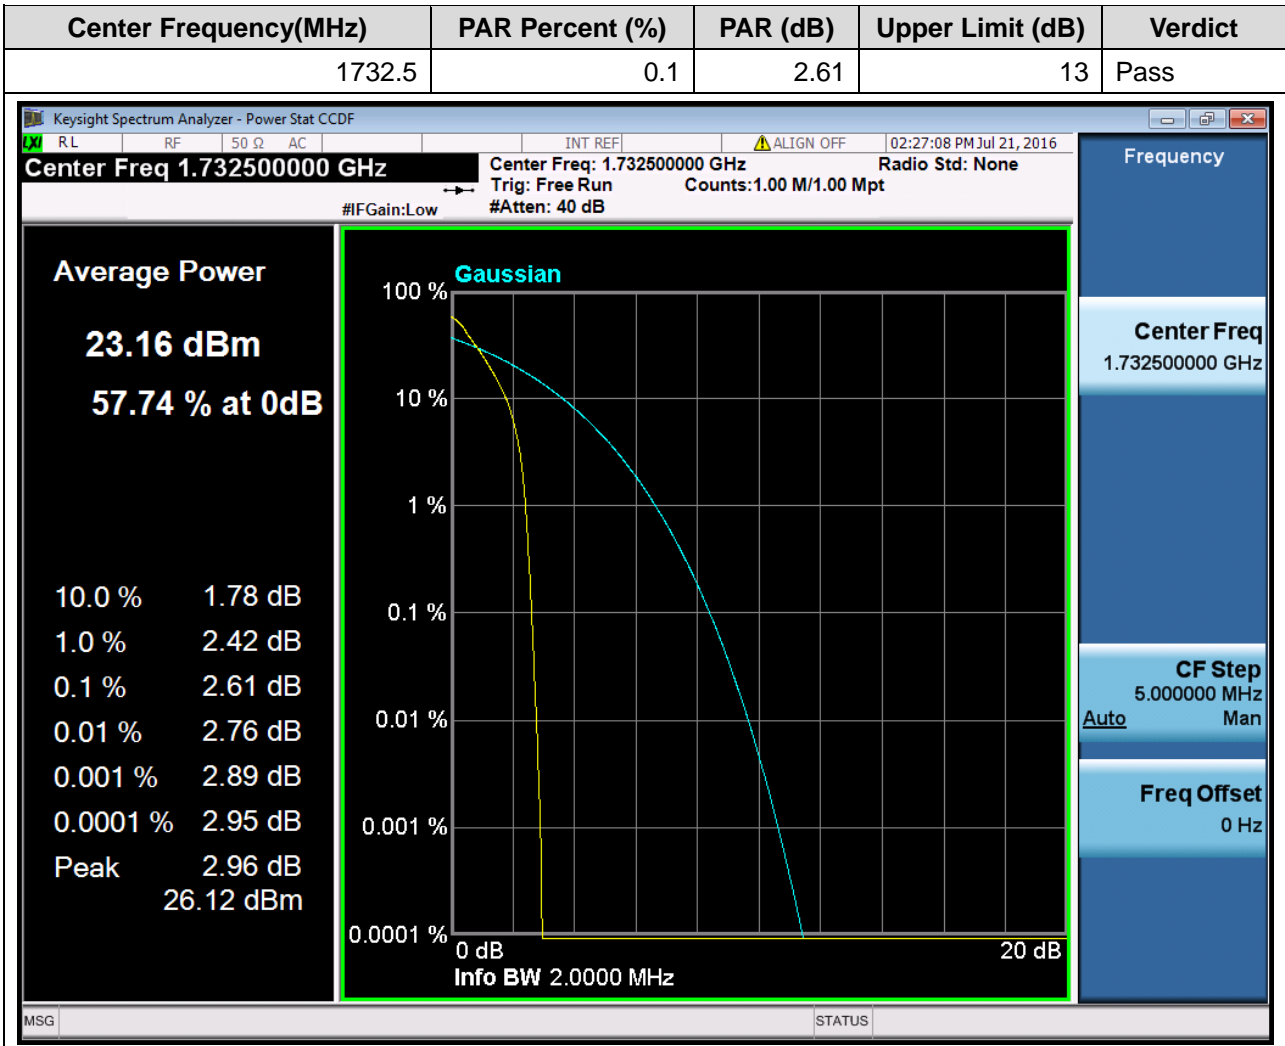 Center Frequency(MHz) PAR Percent (%) PAR (dB) Upper Limit (dB) Verdict
1732.5 0.1 2.61 13 Pass
Keysight Spectrum Analyzer - Power Stat CCDF
LXI RL RF 50 Ω AC INT REF ALIGN OFF 02:27:08 PM Jul 21, 2016
Center Freq 1.732500000 GHz
Center Freq: 1.732500000 GHz Radio Std: None
Trig: Free Run Counts:1.00 M/1.00 Mpt
#IFGain:Low #Atten: 40 dB
Frequency
Average Power
23.16 dBm
57.74 % at 0dB
10.0 % 1.78 dB
1.0 % 2.42 dB
0.1 % 2.61 dB
0.01 % 2.76 dB
0.001 % 2.89 dB
0.0001 % 2.95 dB
Peak 2.96 dB
26.12 dBm
Gaussian
100 %
10 %
1 %
0.1 %
0.01 %
0.001 %
0.0001 %
0 dB 20 dB
Info BW 2.0000 MHz
Center Freq
1.732500000 GHz
CF Step
5.000000 MHz
Auto Man
Freq Offset
0 Hz
MSG STATUS